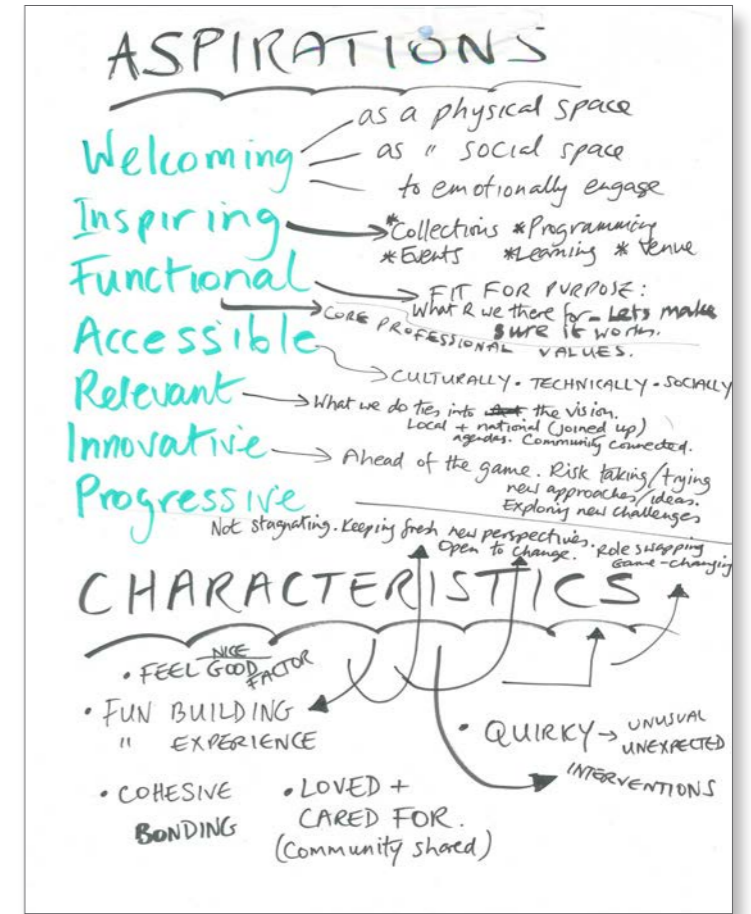 ASPIRATIONS
Welcoming
as a physical space
as " social space
to emotionally engage
Inspiring
*Collections *Programming
*Events *Learning * Venue
Functional
FIT FOR PURPOSE:
What R we there for - Lets make
sure it works.
CORE PROFESSIONAL VALUES.
Accessible
CULTURALLY · TECHNICALLY · SOCIALLY
Relevant
What we do ties into the vision.
Local + national (joined up)
agendas. Community connected.
Innovative
Ahead of the game. Risk taking/trying
new approaches/ideas.
Exploring new challenges
Progressive
Not stagnating. Keeping fresh new perspectives.
Open to change. Role swapping
Game-changing
CHARACTERISTICS
NICE
• FEEL GOOD FACTOR
• FUN BUILDING
" EXPERIENCE
• QUIRKY → UNUSUAL
UNEXPECTED
INTERVENTIONS
• COHESIVE
BONDING
• LOVED +
CARED FOR.
(Community shared)